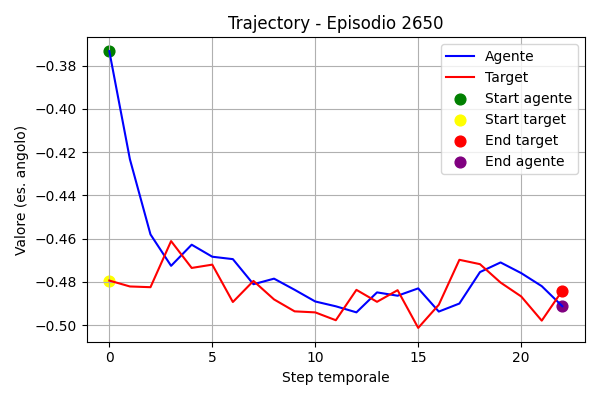 Trajectory - Episodio 2650
Agente
Target
Start agente
Start target
End target
End agente
Valore (es. angolo)
−0.38
−0.40
−0.42
−0.44
−0.46
−0.48
−0.50
0
5
10
15
20
Step temporale